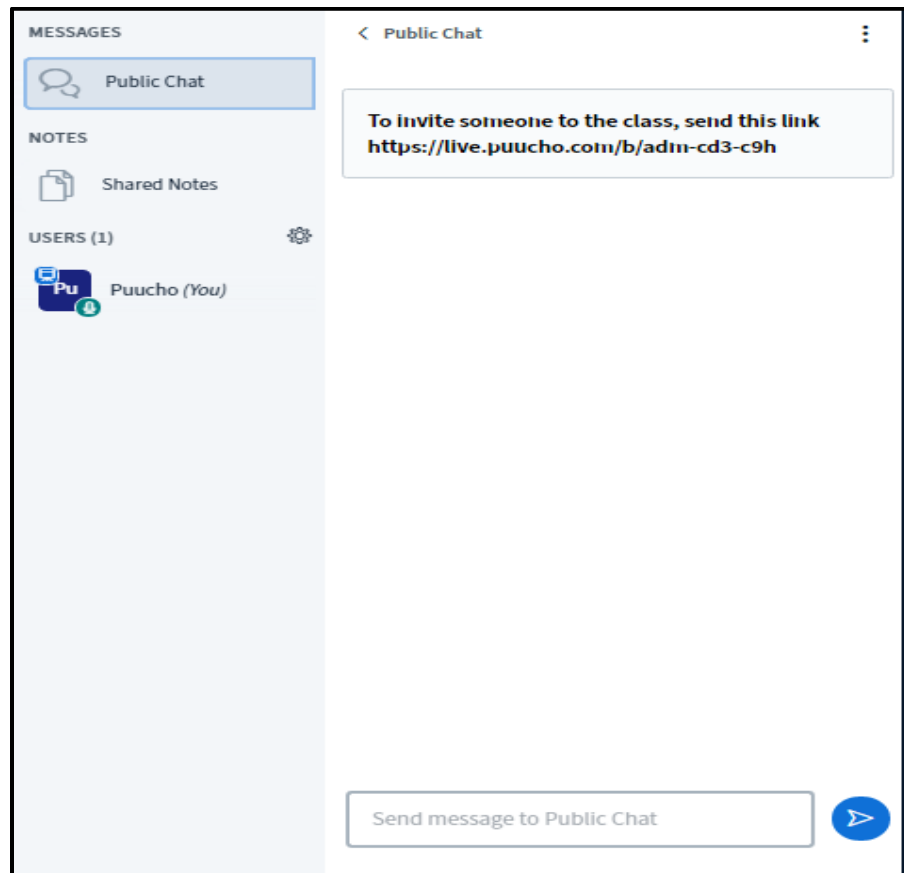 MESSAGES
Public Chat
NOTES
Shared Notes
USERS (1)
Pu
Puucho (You)
Public Chat
To invite someone to the class, send this link
https://live.puucho.com/b/adm-cd3-c9h
Send message to Public Chat